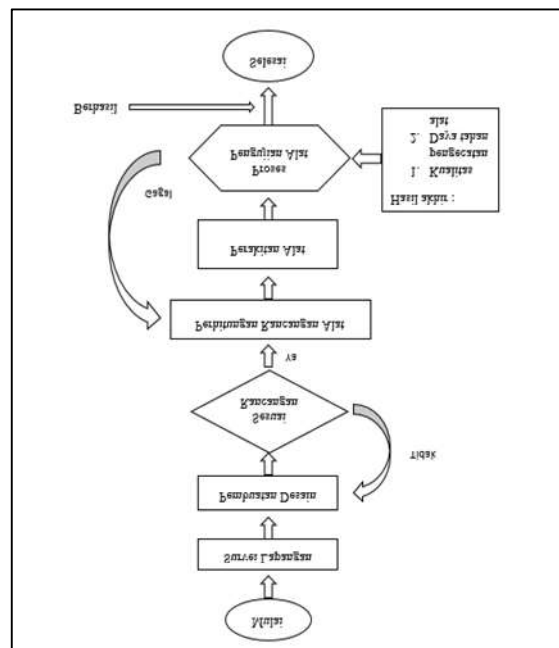 Mulai
Survei Lapangan
Pembuatan Desain
Tidak
Sesuai
Rancangan
Ya
Perhitungan Rancangan Alat
Perakitan Alat
Gagal
Proses
Pengujian Alat
Hasil akhir :
1. Kualitas
pengecatan
2. Daya tahan
alat
Berhasil
Selesai